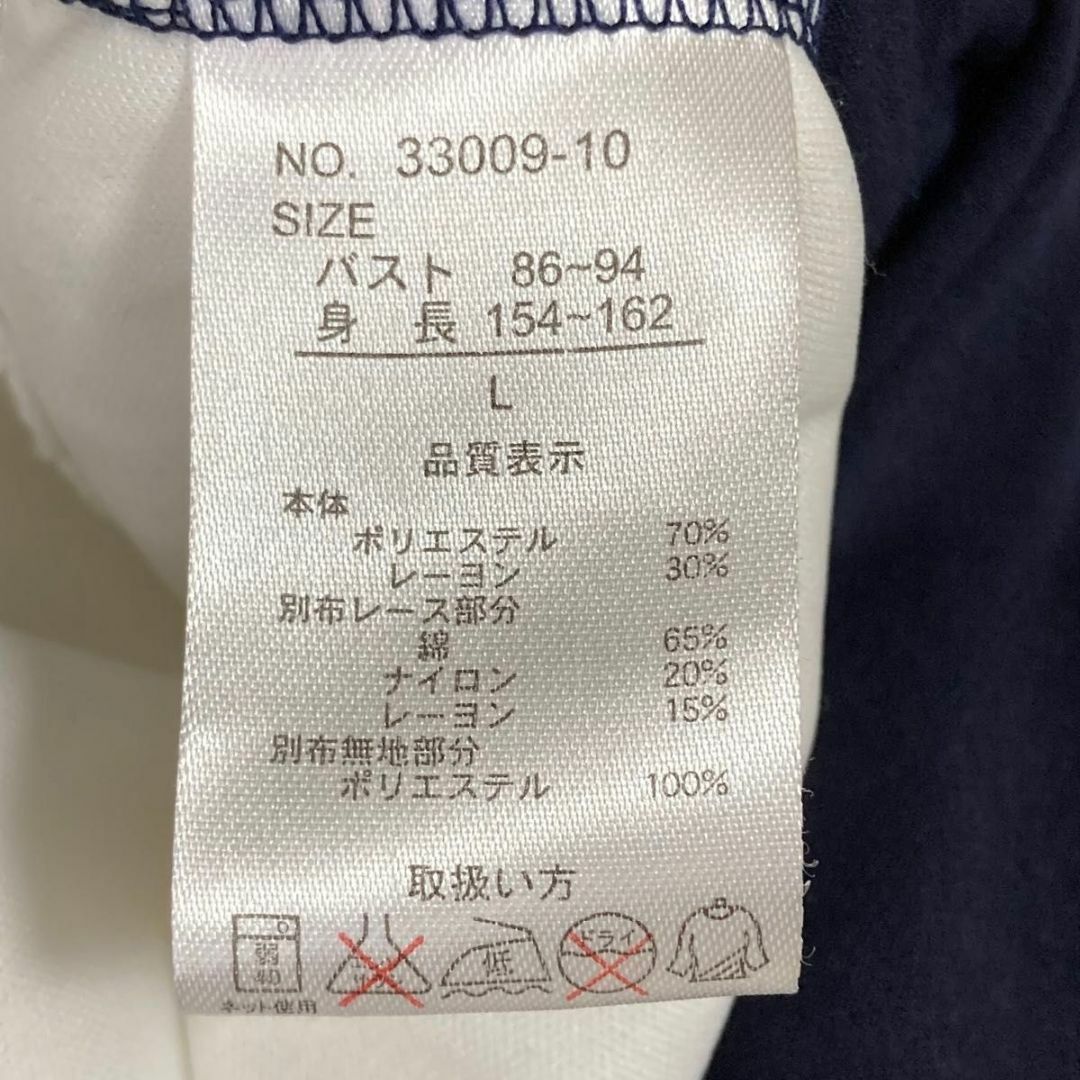 NO. 33009-10
SIZE
バスト 86~94
身 長 154~162
L
品質表示
本体
ポリエステル 70%
レーヨン 30%
別布レース部分
綿 65%
ナイロン 20%
レーヨン 15%
別布無地部分
ポリエステル 100%
取扱い方
弱 40 低 ドライ
ネット使用